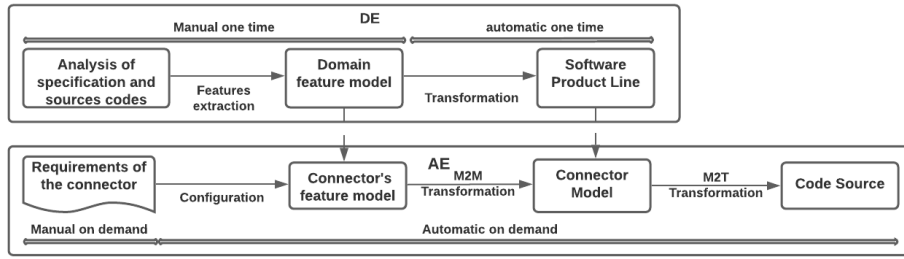 DE
Manual one time
automatic one time
Analysis of
specification and
sources codes
Features
extraction
Domain
feature model
Transformation
Software
Product Line
AE
Requirements of
the connector
Configuration
Connector's
feature model
M2M
Transformation
Connector
Model
M2T
Transformation
Code Source
Manual on demand
Automatic on demand